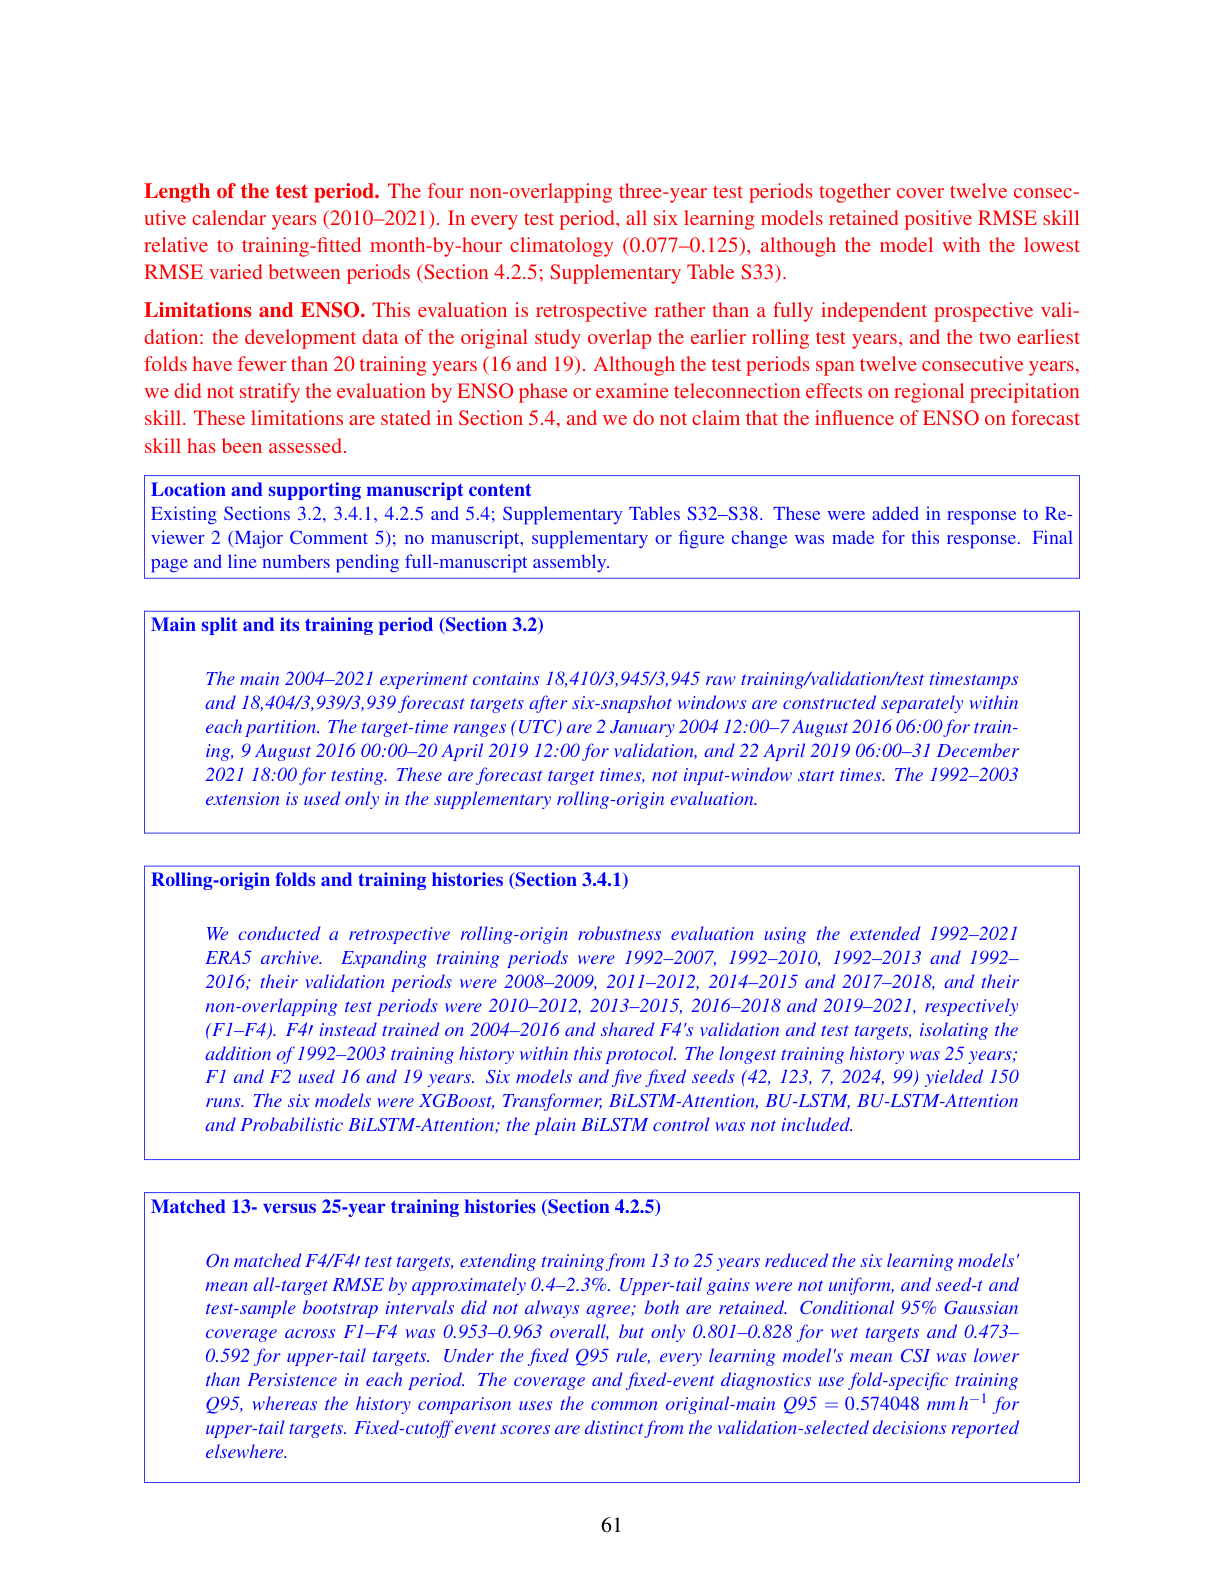 Length of the test period. The four non-overlapping three-year test periods together cover twelve consec-
utive calendar years (2010–2021). In every test period, all six learning models retained positive RMSE skill
relative to training-fitted month-by-hour climatology (0.077–0.125), although the model with the lowest
RMSE varied between periods (Section 4.2.5; Supplementary Table S33).
Limitations and ENSO. This evaluation is retrospective rather than a fully independent prospective vali-
dation: the development data of the original study overlap the earlier rolling test years, and the two earliest
folds have fewer than 20 training years (16 and 19). Although the test periods span twelve consecutive years,
we did not stratify the evaluation by ENSO phase or examine teleconnection effects on regional precipitation
skill. These limitations are stated in Section 5.4, and we do not claim that the influence of ENSO on forecast
skill has been assessed.
Location and supporting manuscript content
Existing Sections 3.2, 3.4.1, 4.2.5 and 5.4; Supplementary Tables S32–S38. These were added in response to Re-
viewer 2 (Major Comment 5); no manuscript, supplementary or figure change was made for this response. Final
page and line numbers pending full-manuscript assembly.
Main split and its training period (Section 3.2)
The main 2004–2021 experiment contains 18,410/3,945/3,945 raw training/validation/test timestamps
and 18,404/3,939/3,939 forecast targets after six-snapshot windows are constructed separately within
each partition. The target-time ranges (UTC) are 2 January 2004 12:00–7 August 2016 06:00 for train-
ing, 9 August 2016 00:00–20 April 2019 12:00 for validation, and 22 April 2019 06:00–31 December
2021 18:00 for testing. These are forecast target times, not input-window start times. The 1992–2003
extension is used only in the supplementary rolling-origin evaluation.
Rolling-origin folds and training histories (Section 3.4.1)
We conducted a retrospective rolling-origin robustness evaluation using the extended 1992–2021
ERA5 archive. Expanding training periods were 1992–2007, 1992–2010, 1992–2013 and 1992–
2016; their validation periods were 2008–2009, 2011–2012, 2014–2015 and 2017–2018, and their
non-overlapping test periods were 2010–2012, 2013–2015, 2016–2018 and 2019–2021, respectively
(F1–F4). F4′ instead trained on 2004–2016 and shared F4's validation and test targets, isolating the
addition of 1992–2003 training history within this protocol. The longest training history was 25 years;
F1 and F2 used 16 and 19 years. Six models and five fixed seeds (42, 123, 7, 2024, 99) yielded 150
runs. The six models were XGBoost, Transformer, BiLSTM-Attention, BU-LSTM, BU-LSTM-Attention
and Probabilistic BiLSTM-Attention; the plain BiLSTM control was not included.
Matched 13- versus 25-year training histories (Section 4.2.5)
On matched F4/F4′ test targets, extending training from 13 to 25 years reduced the six learning models'
mean all-target RMSE by approximately 0.4–2.3%. Upper-tail gains were not uniform, and seed-t and
test-sample bootstrap intervals did not always agree; both are retained. Conditional 95% Gaussian
coverage across F1–F4 was 0.953–0.963 overall, but only 0.801–0.828 for wet targets and 0.473–
0.592 for upper-tail targets. Under the fixed Q95 rule, every learning model's mean CSI was lower
than Persistence in each period. The coverage and fixed-event diagnostics use fold-specific training
Q95, whereas the history comparison uses the common original-main Q95 = 0.574048 mm h⁻¹ for
upper-tail targets. Fixed-cutoff event scores are distinct from the validation-selected decisions reported
elsewhere.
61